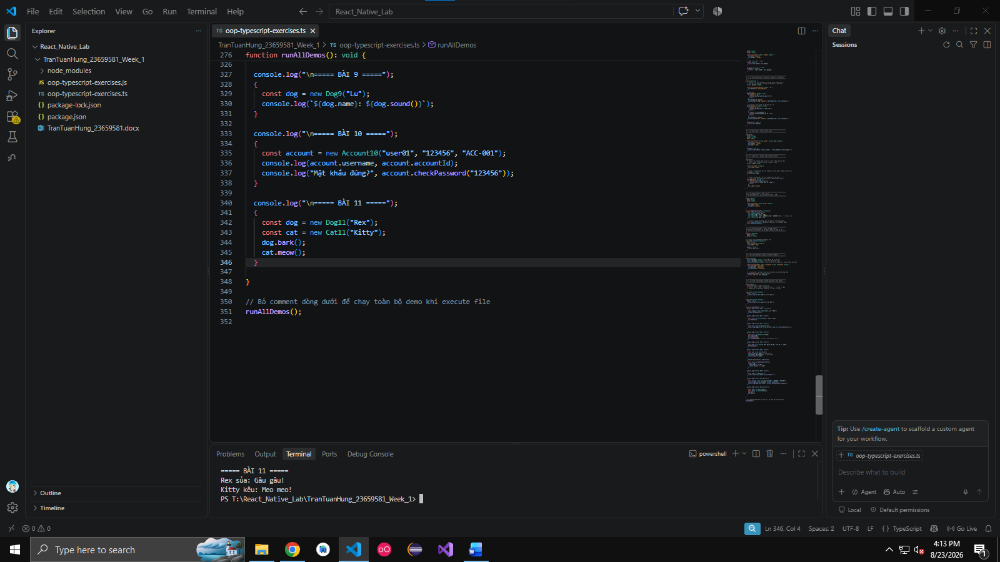 File Edit Selection View Go Run Terminal Help
React_Native_Lab
Explorer
React_Native_Lab
TranTuanHung_23659581_Week_1
node_modules
JS oop-typescript-exercises.js
TS oop-typescript-exercises.ts
{ } package-lock.json
{ } package.json
TranTuanHung_23659581.docx
Outline
Timeline
TS oop-typescript-exercises.ts
TranTuanHung_23659581_Week_1 > TS oop-typescript-exercises.ts > runAllDemos
276 function runAllDemos(): void {
326
327 console.log("\n===== BÀI 9 =====");
328 {
329 const dog = new Dog9("Lu");
330 console.log(`${dog.name}: ${dog.sound()}`);
331 }
332
333 console.log("\n===== BÀI 10 =====");
334 {
335 const account = new Account10("user01", "123456", "ACC-001");
336 console.log(account.username, account.accountId);
337 console.log("Mật khẩu đúng?", account.checkPassword("123456"));
338 }
339
340 console.log("\n===== BÀI 11 =====");
341 {
342 const dog = new Dog11("Rex");
343 const cat = new Cat11("Kitty");
344 dog.bark();
345 cat.meow();
346 }
347
348 }
349
350 // Bỏ comment dòng dưới để chạy toàn bộ demo khi execute file
351 runAllDemos();
352
Problems Output Terminal Ports Debug Console
powershell
===== BÀI 11 =====
Rex sủa: Gâu gâu!
Kitty kêu: Meo meo!
PS T:\React_Native_Lab\TranTuanHung_23659581_Week_1>
Chat
Sessions
Tip: Use /create-agent to scaffold a custom agent
for your workflow.
TS oop-typescript-exercises.ts
Describe what to build
Agent Auto
Local Default permissions
0 0
Ln 346, Col 4 Spaces: 2 UTF-8 LF { } TypeScript Go Live
Type here to search
4:13 PM
8/23/2026
1